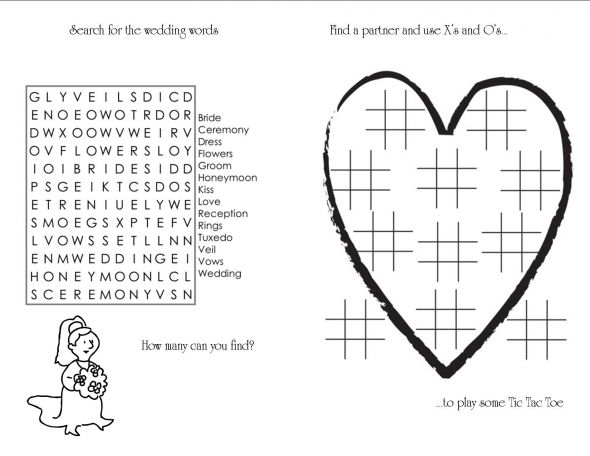 Search for the wedding words
Find a partner and use X's and O's...
G L Y V E I L S D I C D
E N O E O W O T R D O R
D W X O O W V W E I R V
O V F L O W E R S L O Y
I O I B R I D E S I D D
P S G E I K T C S D O S
E T R E N I U E L Y W E
S M O E G S X P T E F V
L V O W S S E T L L N N
E N M W E D D I N G E I
H O N E Y M O O N L C L
S C E R E M O N Y V S N
Bride
Ceremony
Dress
Flowers
Groom
Honeymoon
Kiss
Love
Reception
Rings
Tuxedo
Veil
Vows
Wedding
How many can you find?
...to play some Tic Tac Toe